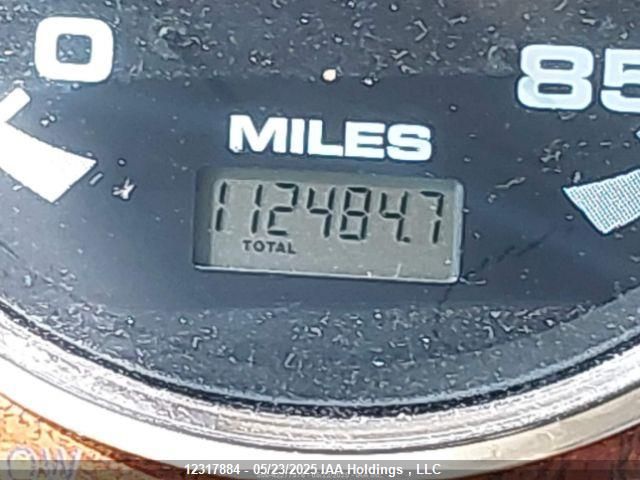 0 85
MILES
112484.7
TOTAL
12317884 - 05/23/2025 IAA Holdings , LLC